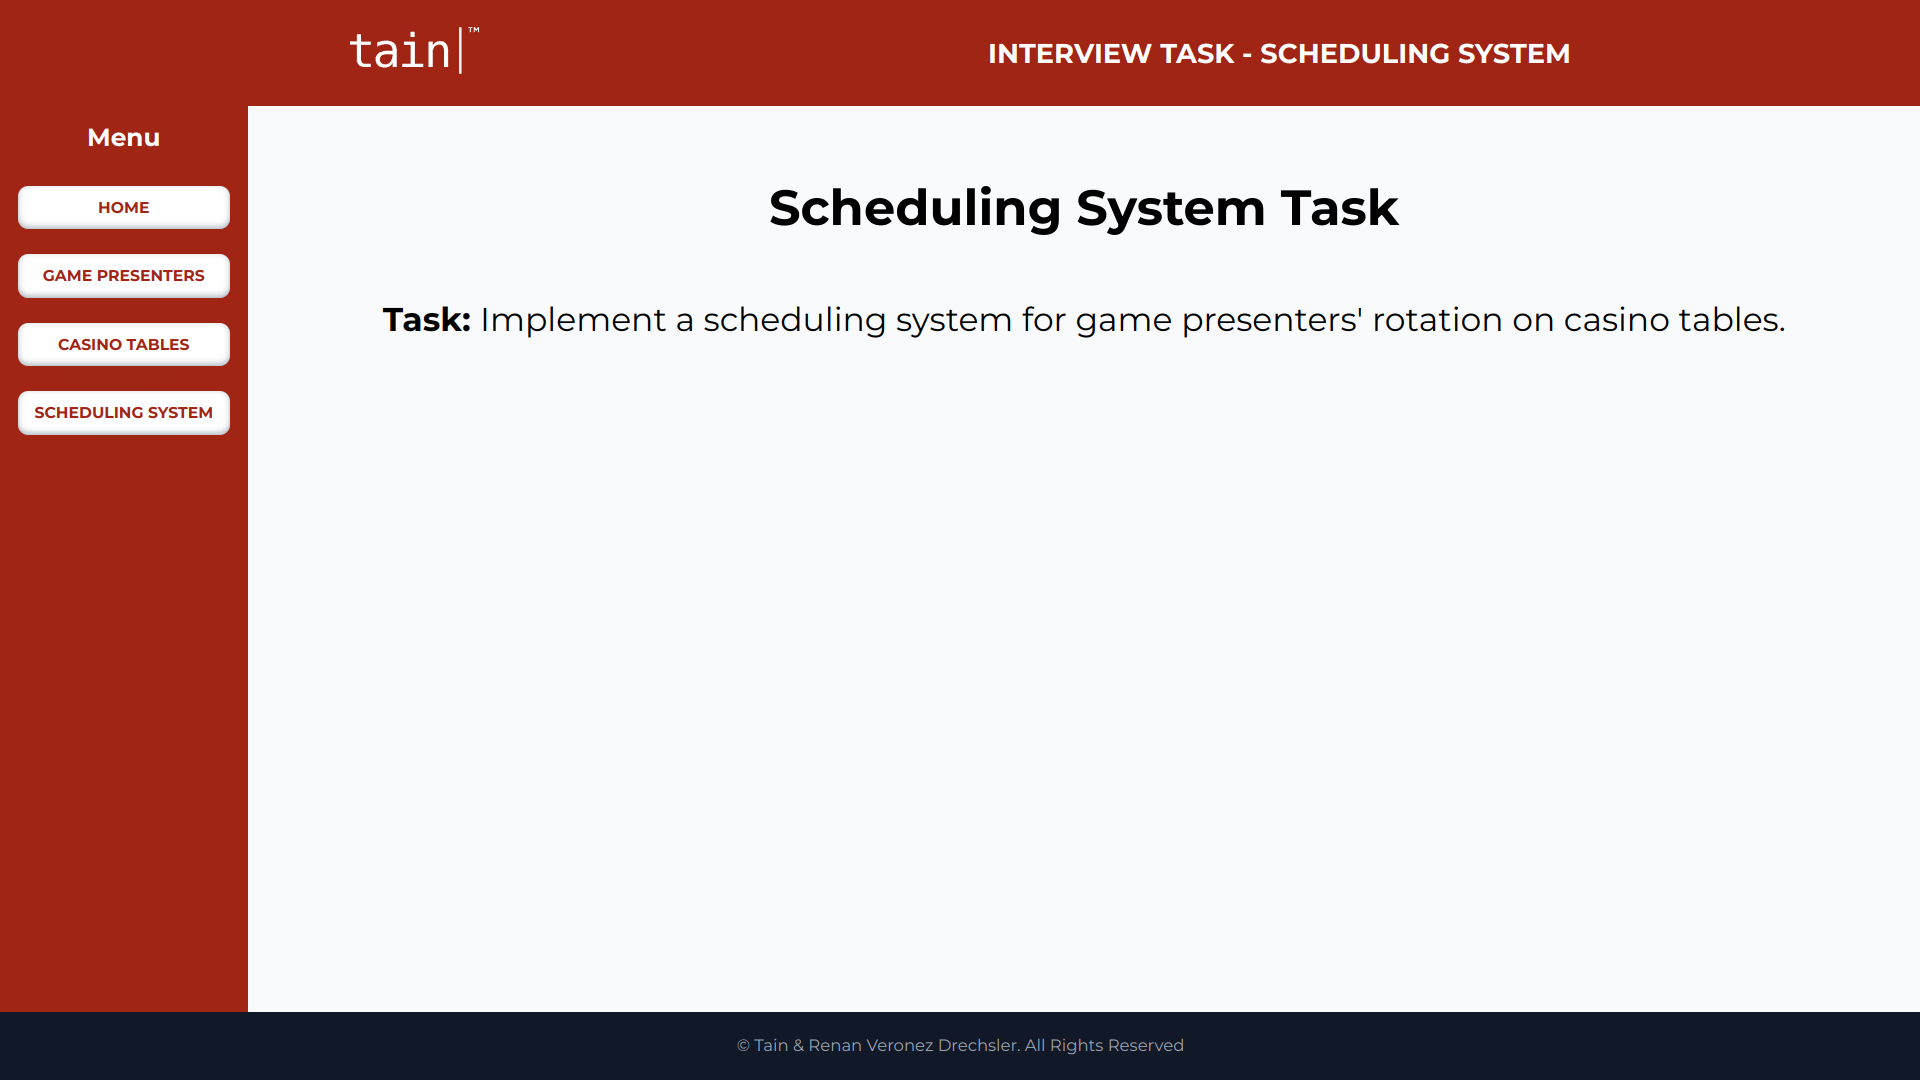 tain|™
INTERVIEW TASK - SCHEDULING SYSTEM
Menu
HOME
GAME PRESENTERS
CASINO TABLES
SCHEDULING SYSTEM
Scheduling System Task
Task: Implement a scheduling system for game presenters' rotation on casino tables.
© Tain & Renan Veronez Drechsler. All Rights Reserved